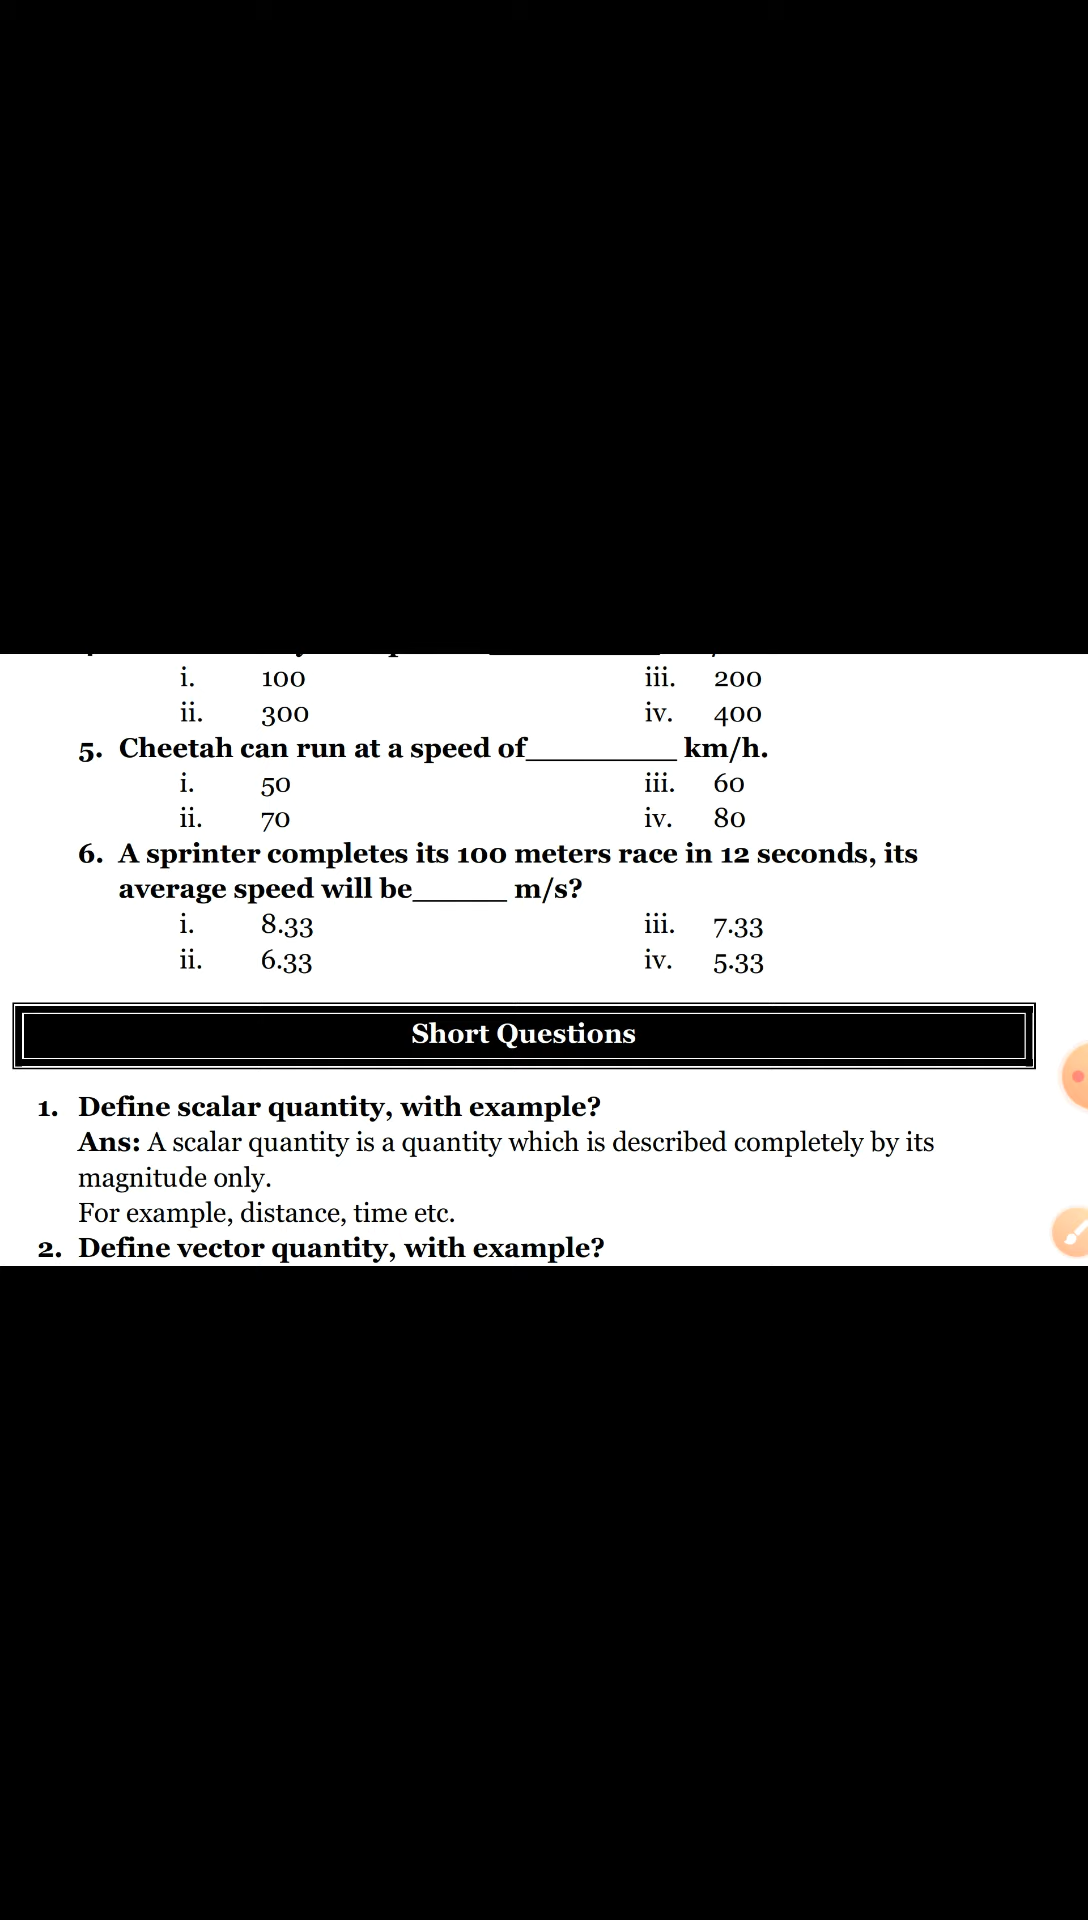 i. 100 iii. 200
ii. 300 iv. 400
5. Cheetah can run at a speed of__________ km/h.
i. 50 iii. 60
ii. 70 iv. 80
6. A sprinter completes its 100 meters race in 12 seconds, its
average speed will be______ m/s?
i. 8.33 iii. 7.33
ii. 6.33 iv. 5.33
Short Questions
1. Define scalar quantity, with example?
Ans: A scalar quantity is a quantity which is described completely by its
magnitude only.
For example, distance, time etc.
2. Define vector quantity, with example?